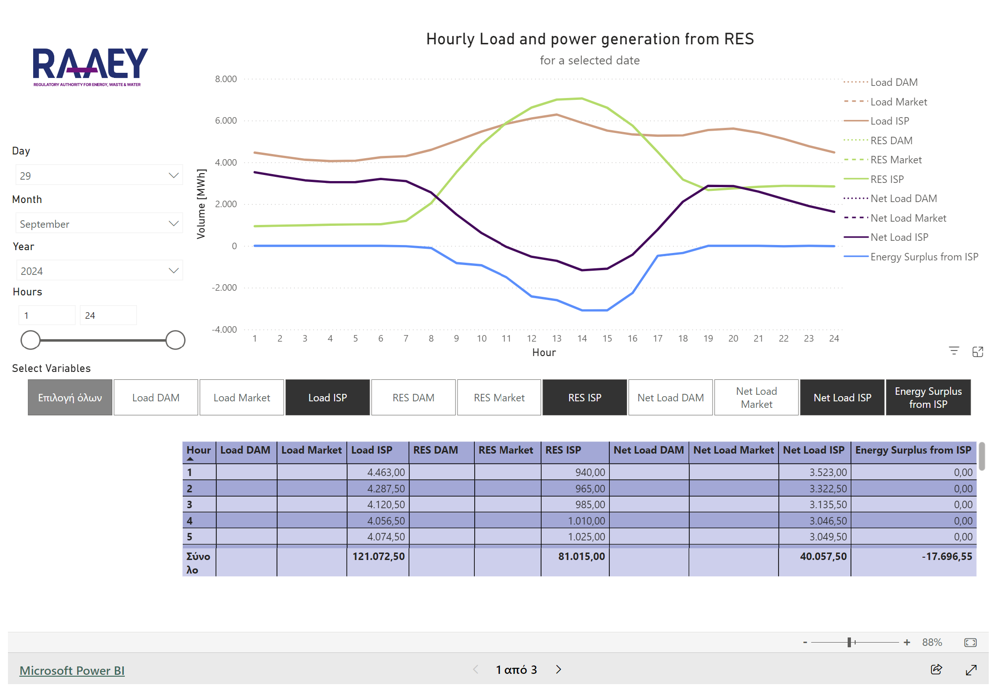 Hourly Load and power generation from RES
for a selected date
RAAEY
REGULATORY AUTHORITY FOR ENERGY, WASTE & WATER
Day
29
Month
September
Year
2024
Hours
1 24
Volume [MWh]
8.000
6.000
4.000
2.000
0
-2.000
-4.000
1 2 3 4 5 6 7 8 9 10 11 12 13 14 15 16 17 18 19 20 21 22 23 24
Hour
Load DAM
Load Market
Load ISP
RES DAM
RES Market
RES ISP
Net Load DAM
Net Load Market
Net Load ISP
Energy Surplus from ISP
Select Variables
Επιλογή όλων
Load DAM
Load Market
Load ISP
RES DAM
RES Market
RES ISP
Net Load DAM
Net Load
Market
Net Load ISP
Energy Surplus
from ISP
Hour Load DAM Load Market Load ISP RES DAM RES Market RES ISP Net Load DAM Net Load Market Net Load ISP Energy Surplus from ISP
1 4.463,00 940,00 3.523,00 0,00
2 4.287,50 965,00 3.322,50 0,00
3 4.120,50 985,00 3.135,50 0,00
4 4.056,50 1.010,00 3.046,50 0,00
5 4.074,50 1.025,00 3.049,50 0,00
Σύνο 121.072,50 81.015,00 40.057,50 -17.696,55
λο
- + 88%
Microsoft Power BI
1 από 3